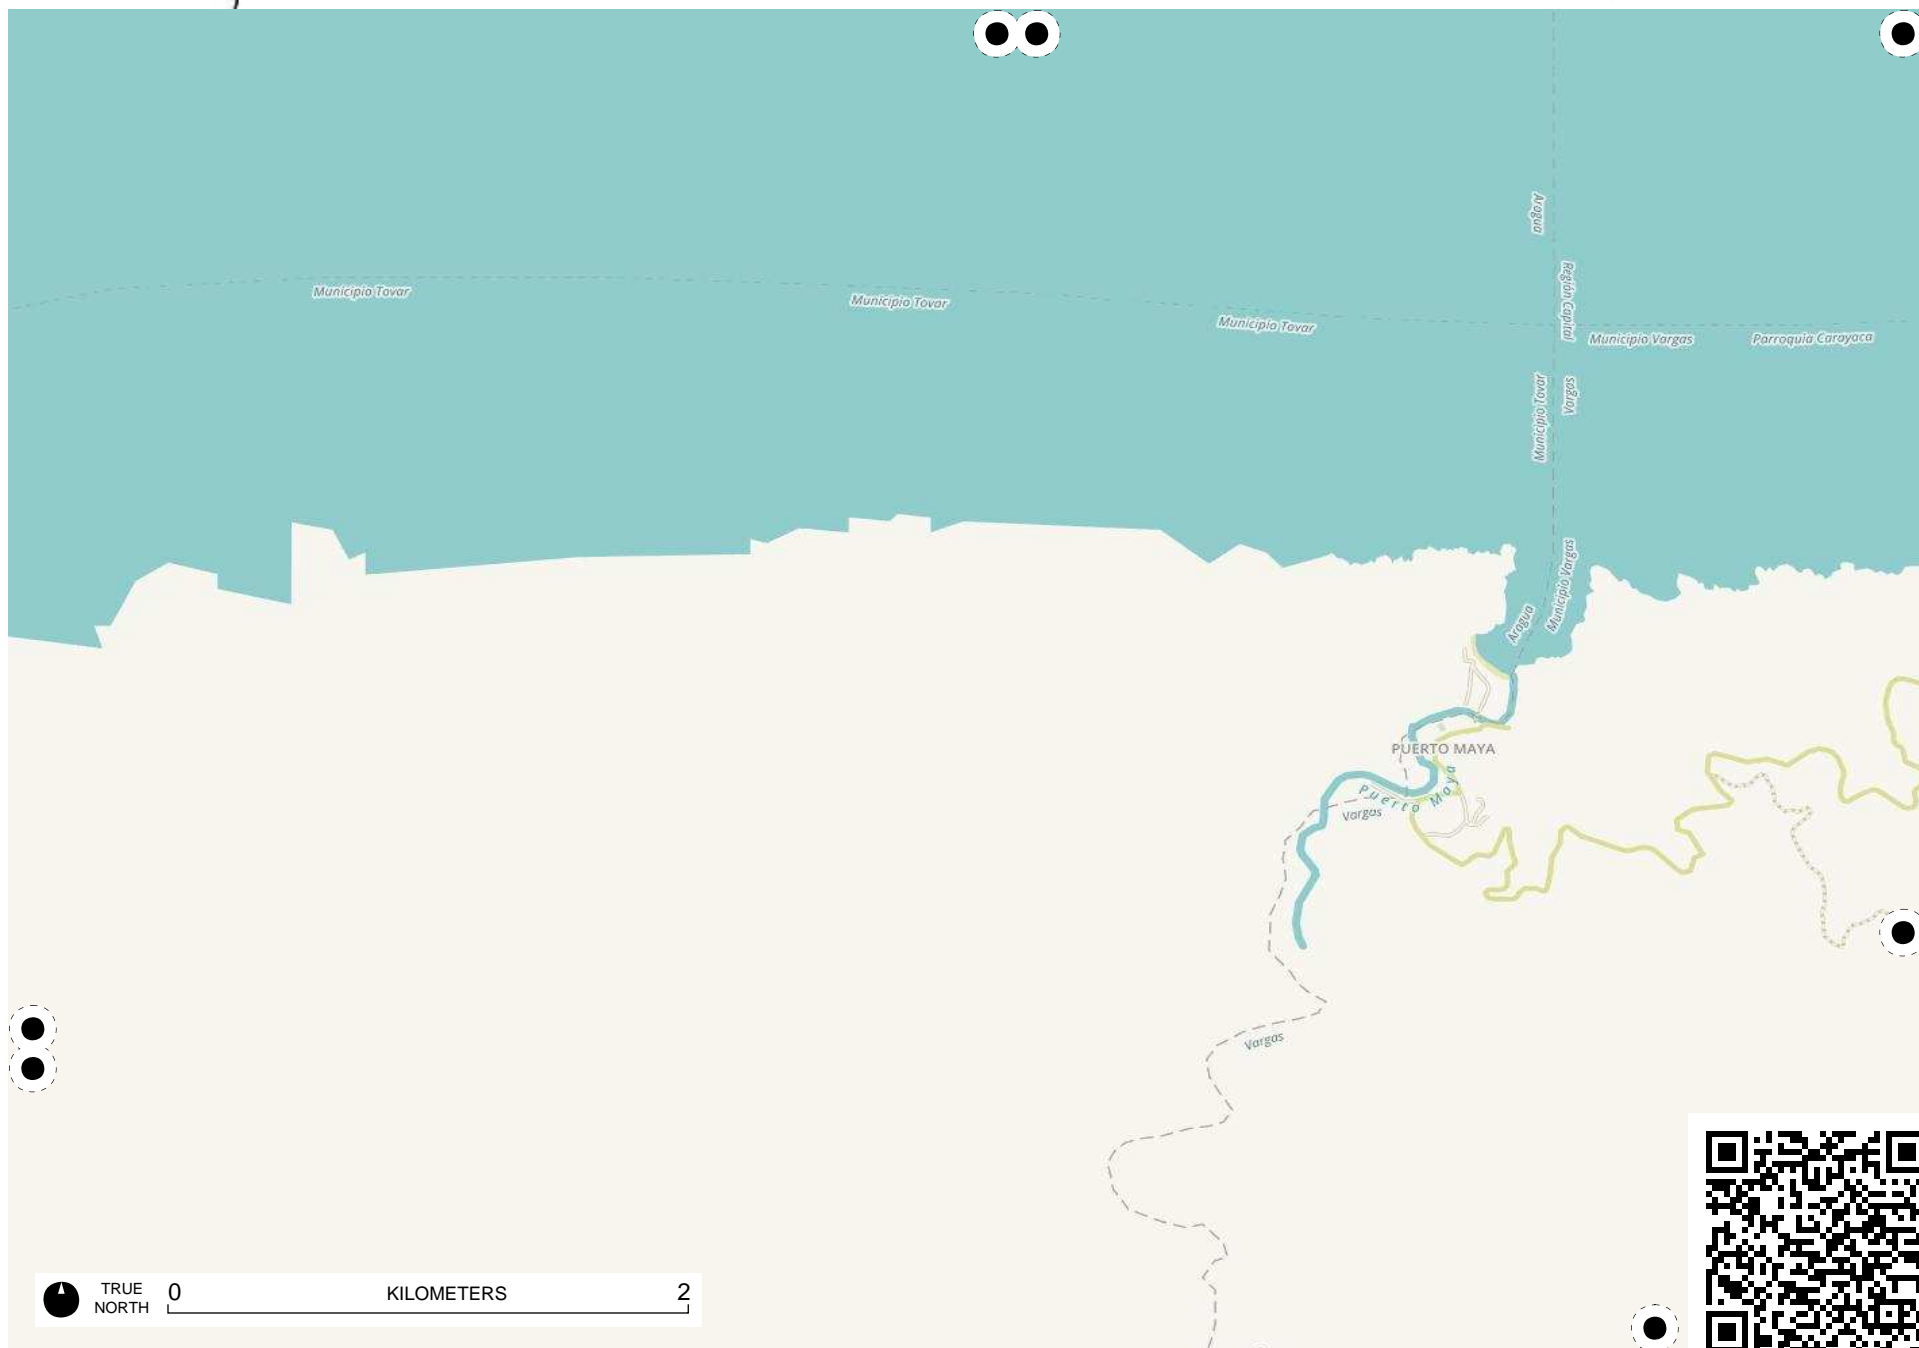 Aragua
Región Capital
Municipio Tovar
Municipio Tovar
Municipio Tovar
Municipio Vargas
Parroquia Carayaca
Municipio Tovar
Vargas
Municipio Vargas
Aragua
PUERTO MAYA
Puerto Maya
Vargas
Vargas
TRUE
NORTH
0 KILOMETERS 2